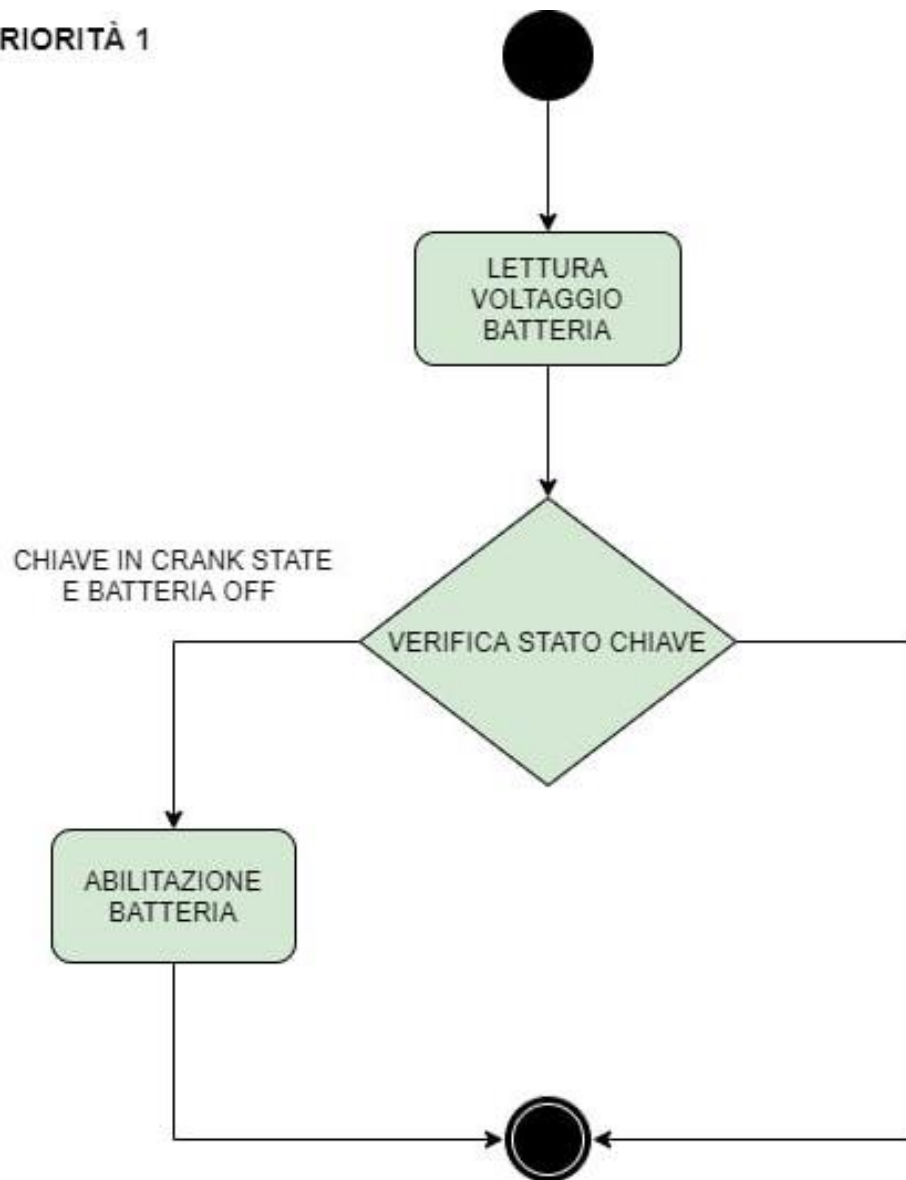 RIORITÀ 1
LETTURA
VOLTAGGIO
BATTERIA
CHIAVE IN CRANK STATE
E BATTERIA OFF
VERIFICA STATO CHIAVE
ABILITAZIONE
BATTERIA